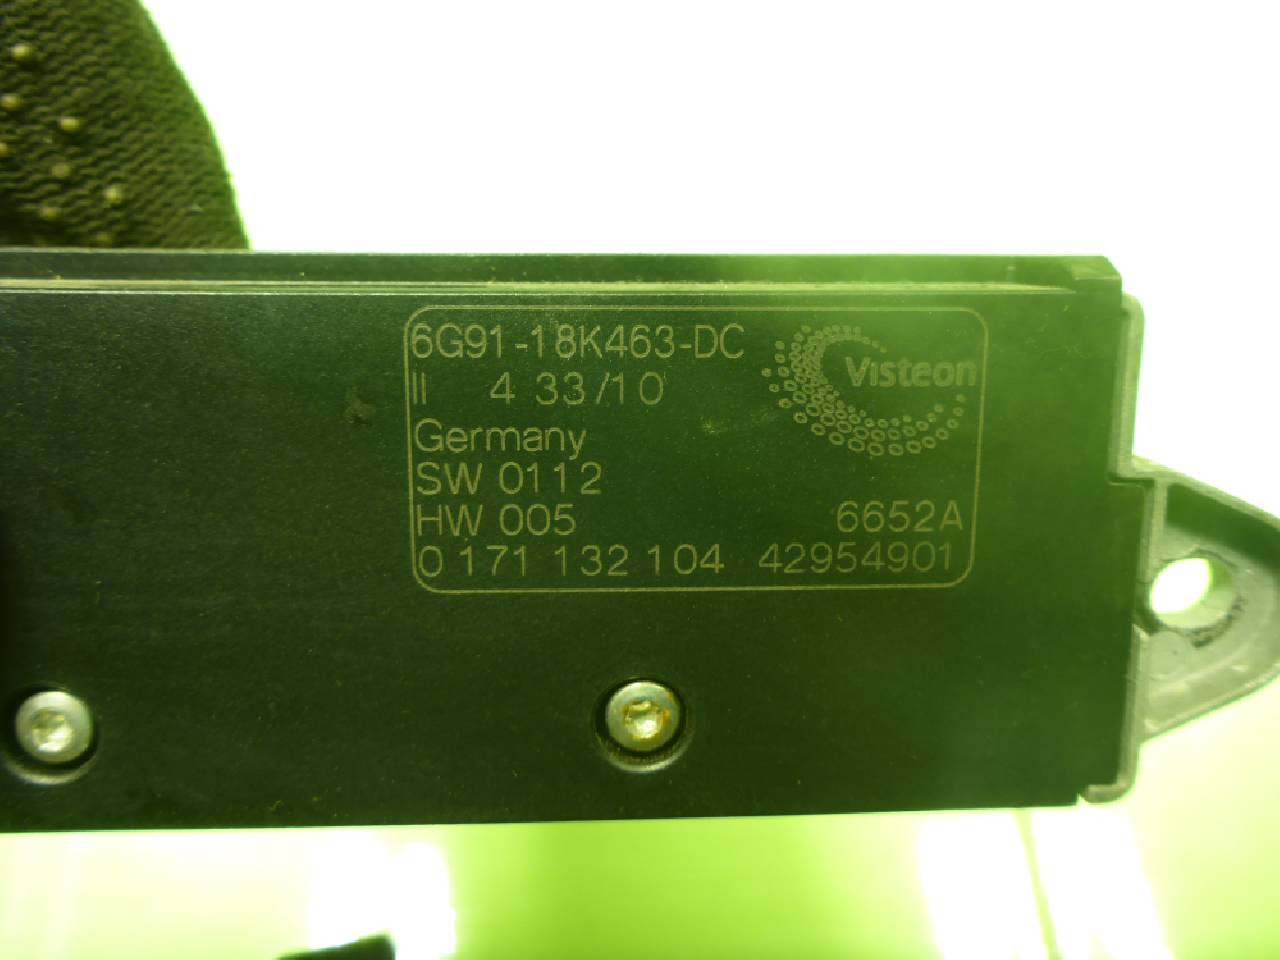 6G91-18K463-DC
Visteon
II 4 33/10
Germany
SW 0112
HW 005 6652A
0 171 132 104 42954901